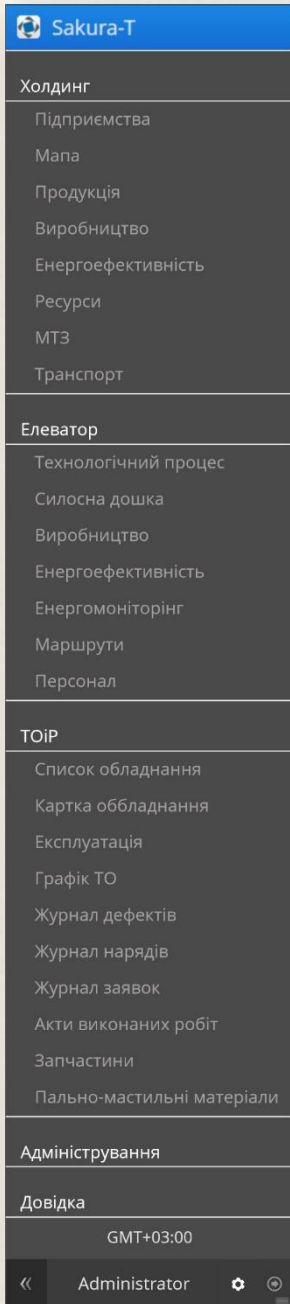 Sakura-T
Холдинг
Підприємства
Мапа
Продукція
Виробництво
Енергоефективність
Ресурси
МТЗ
Транспорт
Елеватор
Технологічний процес
Силосна дошка
Виробництво
Енергоефективність
Енергомоніторінг
Маршрути
Персонал
ТОіР
Список обладнання
Картка оббладнання
Експлуатація
Графік ТО
Журнал дефектів
Журнал нарядів
Журнал заявок
Акти виконаних робіт
Запчастини
Пально-мастильні матеріали
Адміністрування
Довідка
GMT+03:00
« Administrator